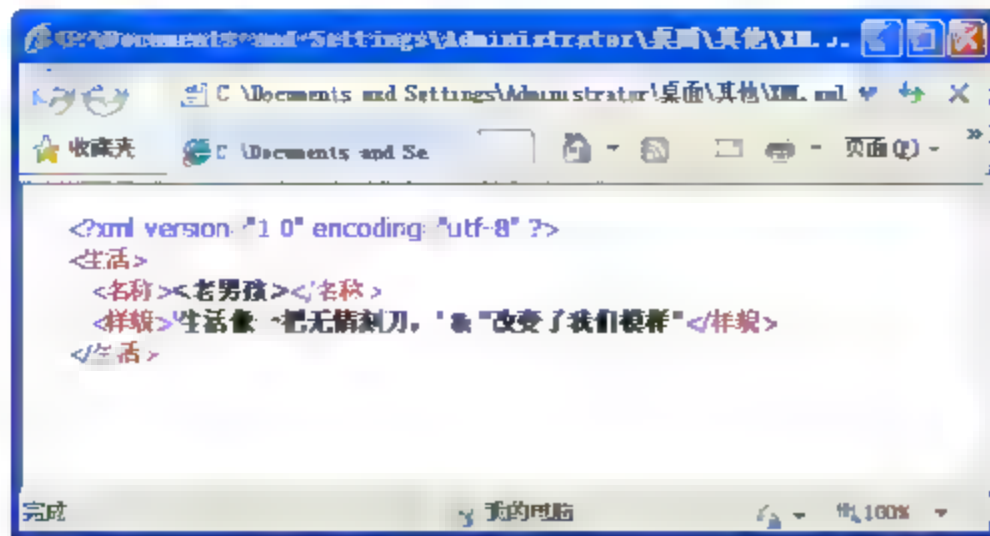 C:\Documents and Settings\Administrator\桌面\其他\XM...
C:\Documents and Settings\Administrator\桌面\其他\XML.xml
收藏夹 C:\Documents and Se 页面(P)
<?xml version="1.0" encoding="utf-8" ?>
<生活>
<名称><老男孩></名称>
<样貌>'生活像一把无情刻刀,' & "改变了我们模样"</样貌>
</生活>
完成 我的电脑 100%